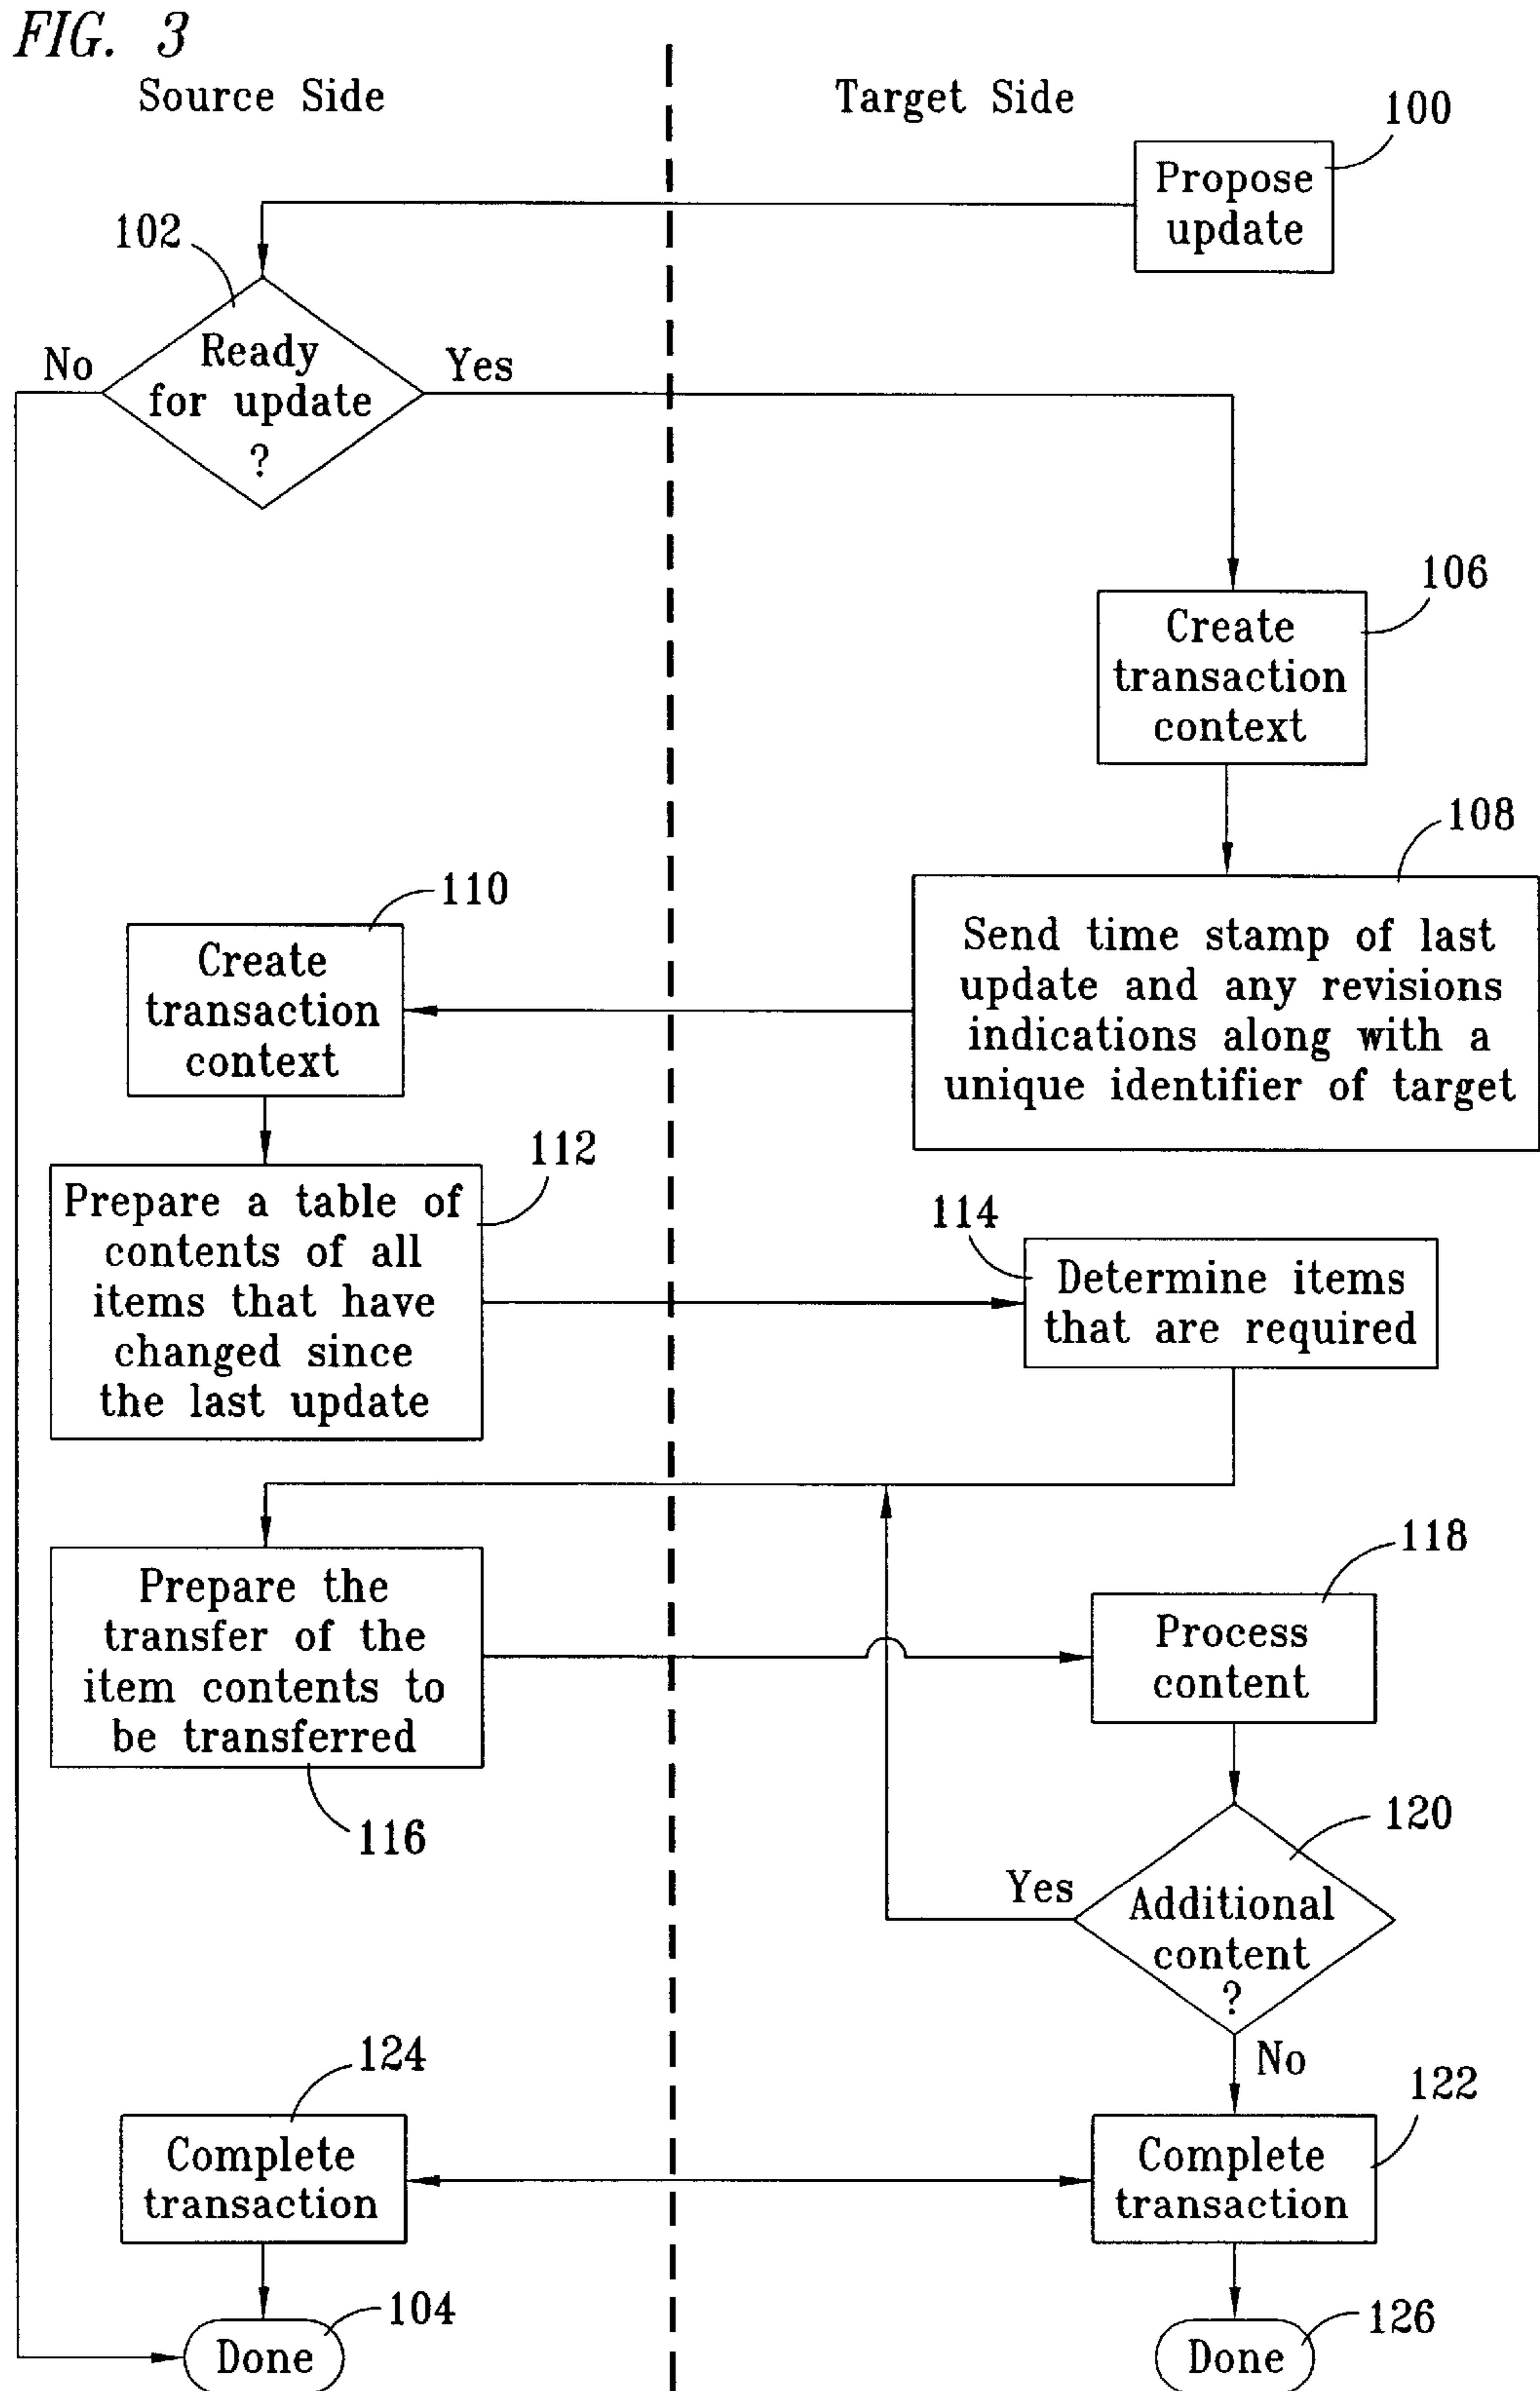 FIG. 3
Source Side
Target Side
100
Propose
update
102
Ready
for update
?
No
Yes
106
Create
transaction
context
108
Send time stamp of last
update and any revisions
indications along with a
unique identifier of target
110
Create
transaction
context
112
Prepare a table of
contents of all
items that have
changed since
the last update
114
Determine items
that are required
Prepare the
transfer of the
item contents to
be transferred
116
118
Process
content
120
Additional
content
?
Yes
No
124
Complete
transaction
122
Complete
transaction
104
Done
126
Done